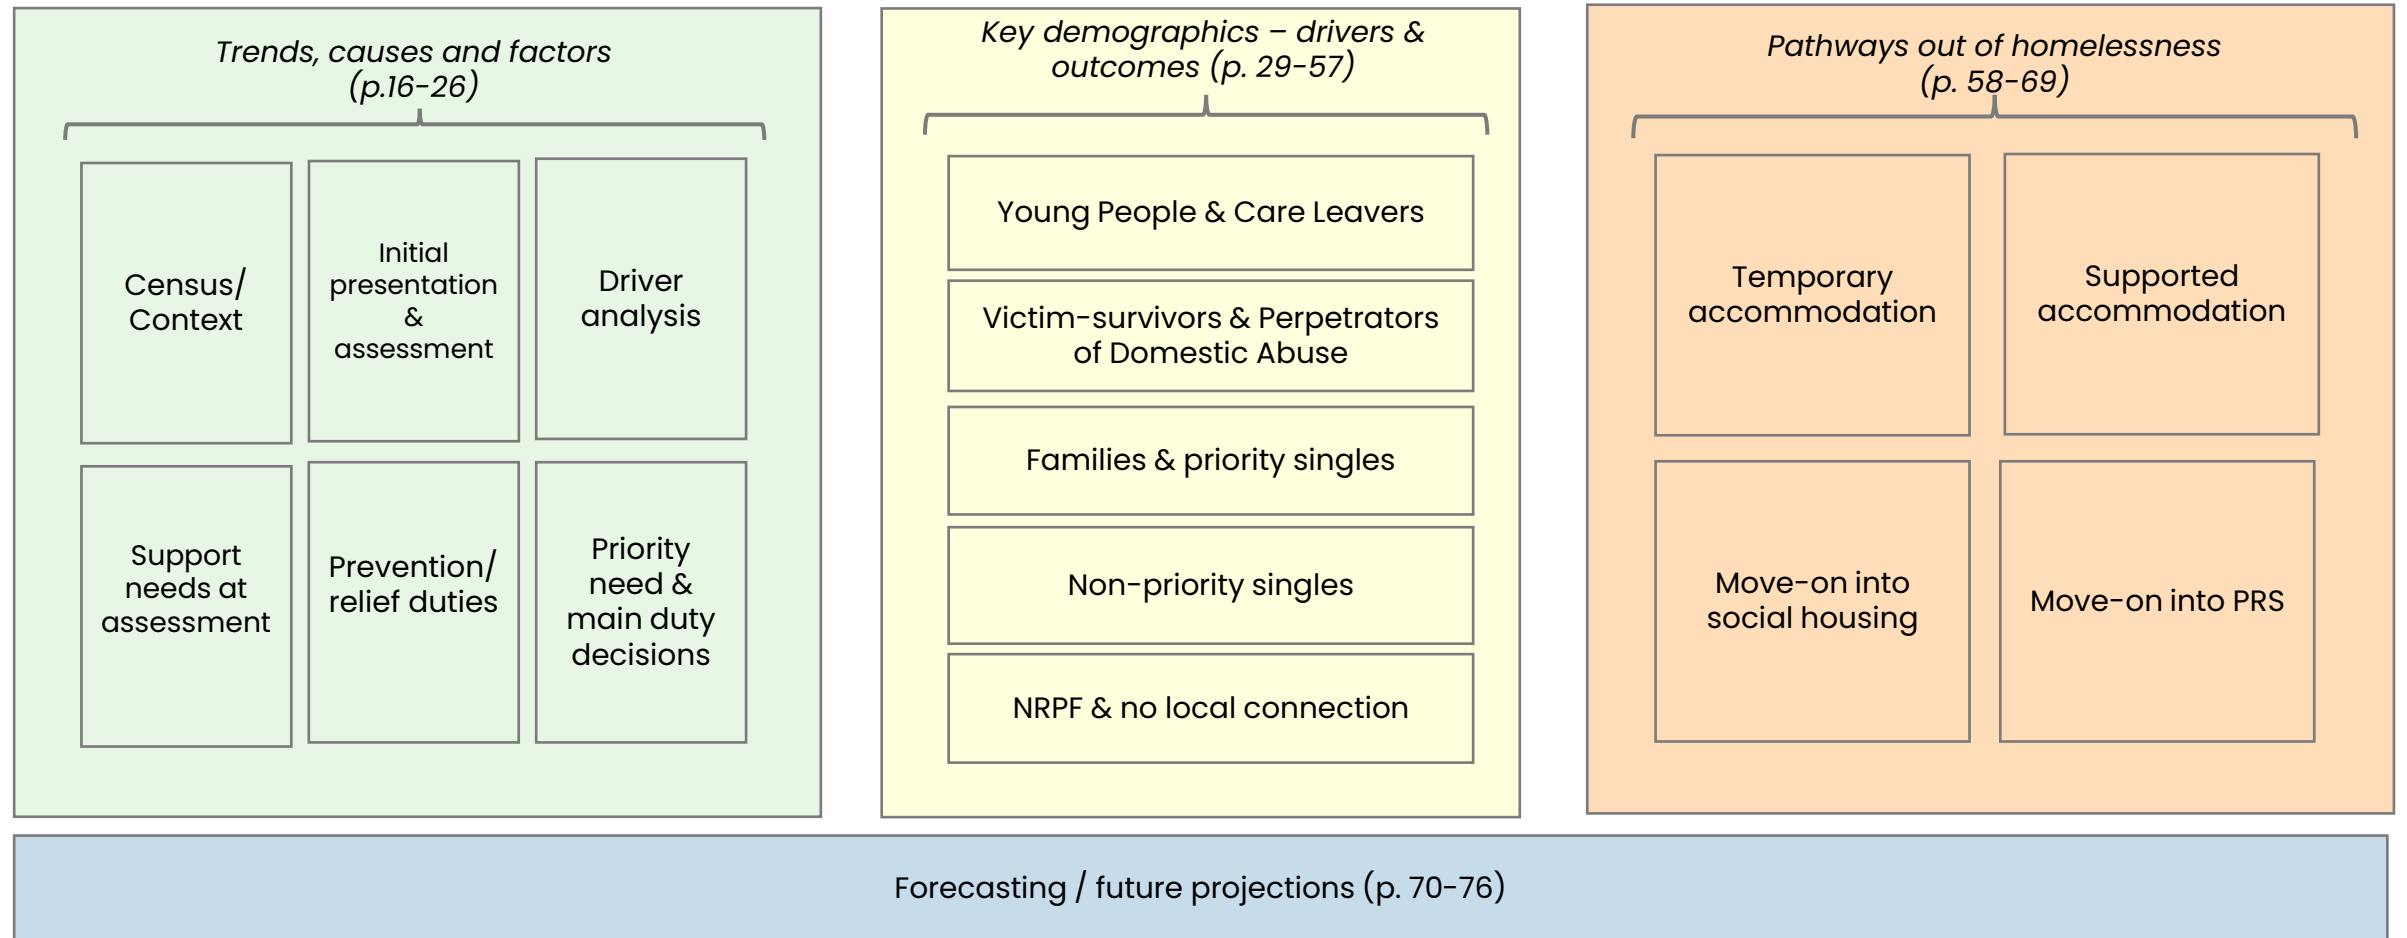 Trends, causes and factors
(p.16-26)
Census/
Context
Initial
presentation
&
assessment
Driver
analysis
Support
needs at
assessment
Prevention/
relief duties
Priority
need &
main duty
decisions
Key demographics – drivers &
outcomes (p. 29-57)
Young People & Care Leavers
Victim-survivors & Perpetrators
of Domestic Abuse
Families & priority singles
Non-priority singles
NRPF & no local connection
Pathways out of homelessness
(p. 58-69)
Temporary
accommodation
Supported
accommodation
Move-on into
social housing
Move-on into PRS
Forecasting / future projections (p. 70-76)